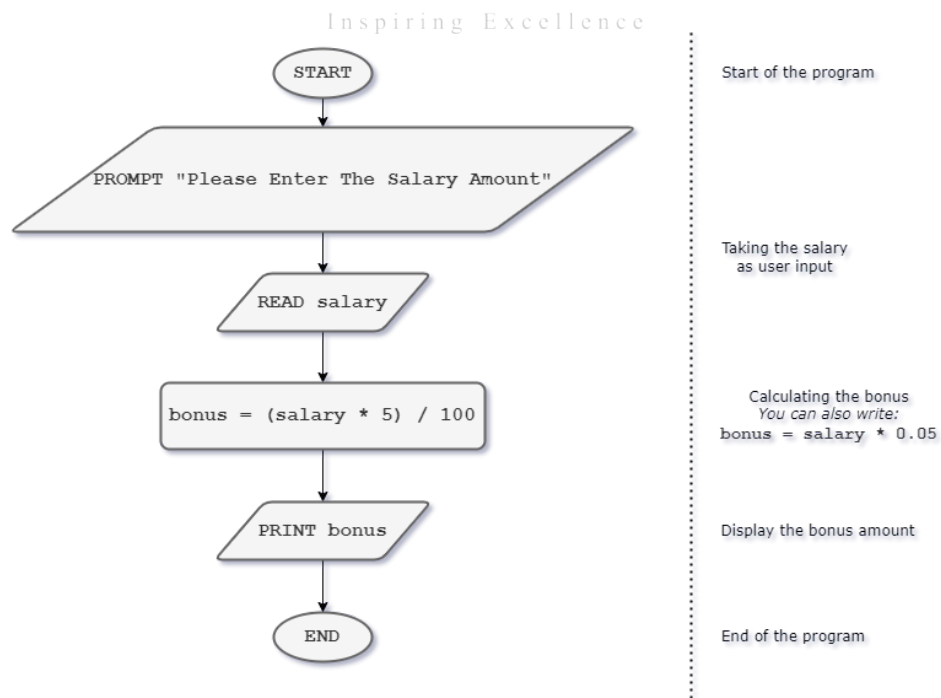 Inspiring Excellence
START
Start of the program
PROMPT "Please Enter The Salary Amount"
Taking the salary
as user input
READ salary
bonus = (salary * 5) / 100
Calculating the bonus
You can also write:
bonus = salary * 0.05
PRINT bonus
Display the bonus amount
END
End of the program